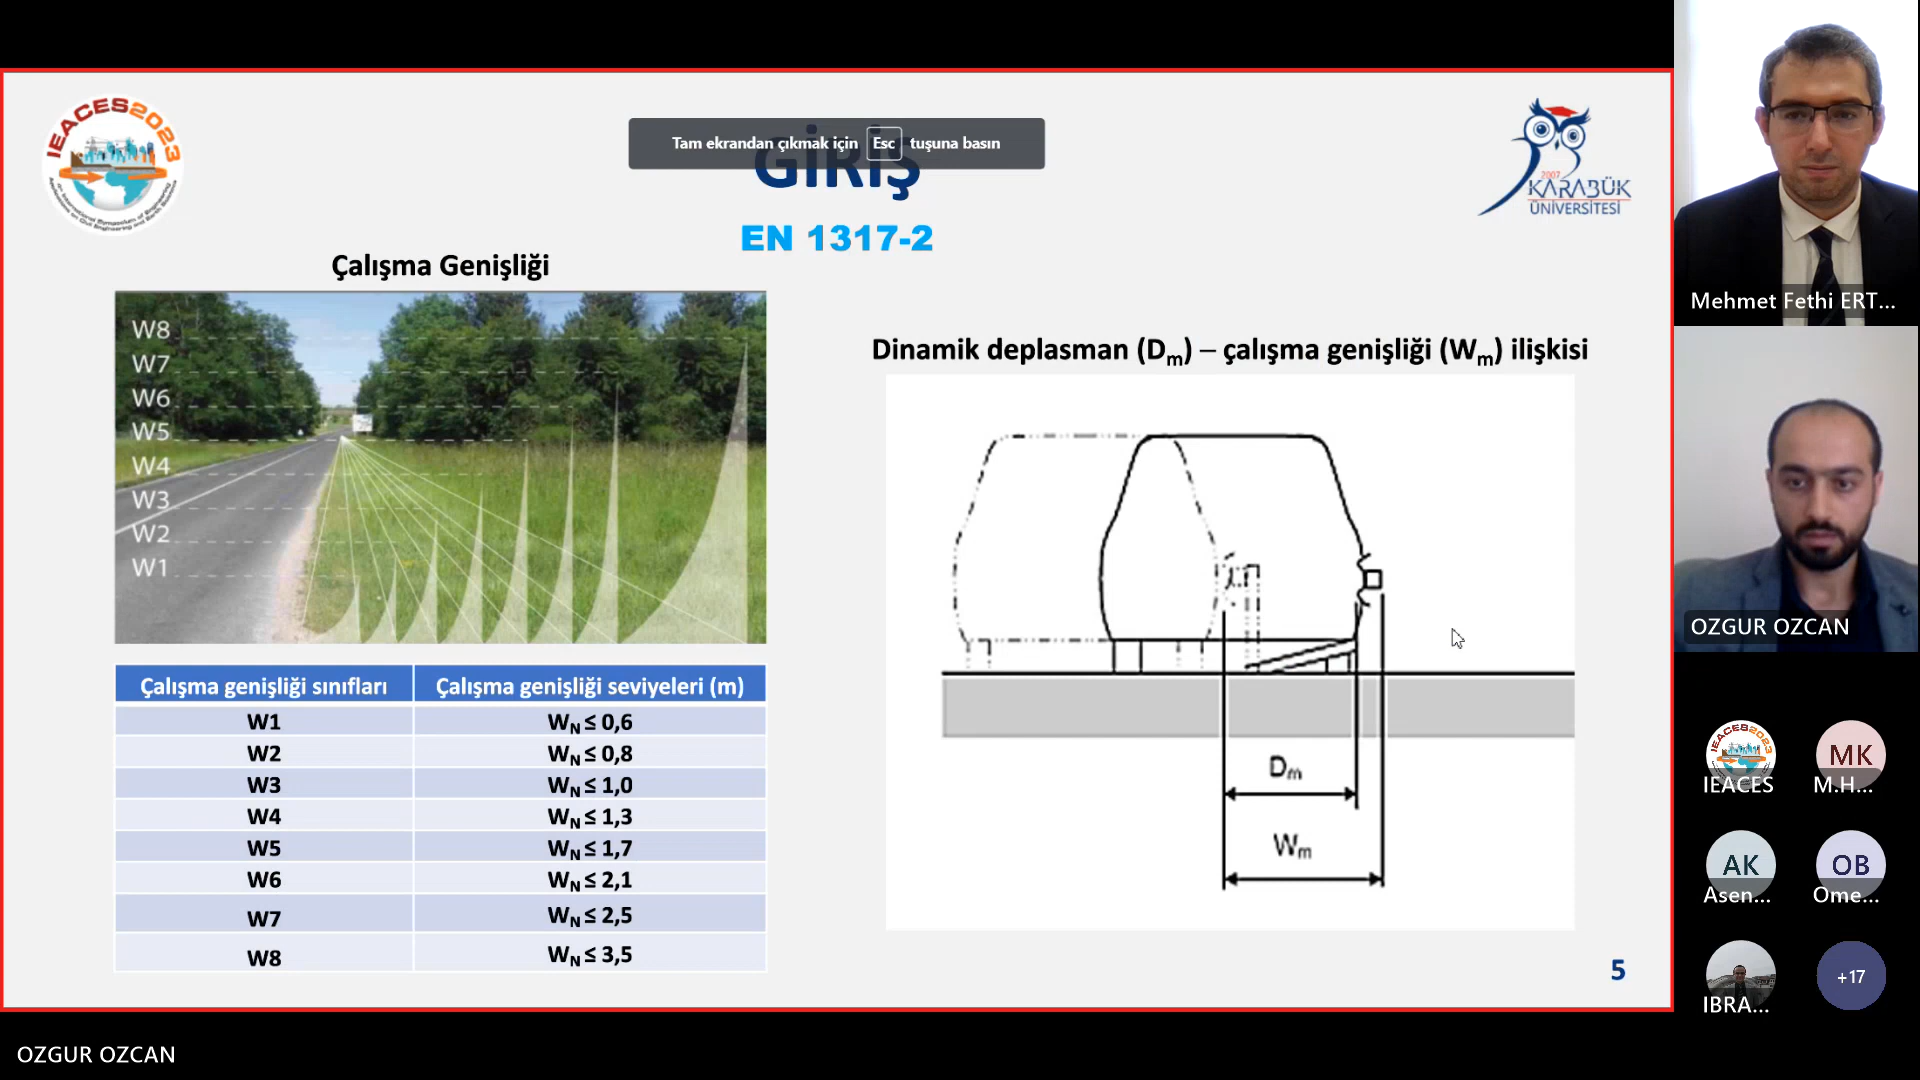 IEACES2023
Tam ekrandan çıkmak için Esc tuşuna basın
GİRİŞ
EN 1317-2
2007
KARABÜK
ÜNİVERSİTESİ
Çalışma Genişliği
W8
W7
W6
W5
W4
W3
W2
W1
Çalışma genişliği sınıfları Çalışma genişliği seviyeleri (m)
W1 WN ≤ 0,6
W2 WN ≤ 0,8
W3 WN ≤ 1,0
W4 WN ≤ 1,3
W5 WN ≤ 1,7
W6 WN ≤ 2,1
W7 WN ≤ 2,5
W8 WN ≤ 3,5
Dinamik deplasman (Dm) – çalışma genişliği (Wm) ilişkisi
Dm
Wm
5
Mehmet Fethi ERT...
OZGUR OZCAN
IEACES2023
IEACES
MK
M.H...
AK
Asen...
OB
Ome...
IBRA...
+17
OZGUR OZCAN